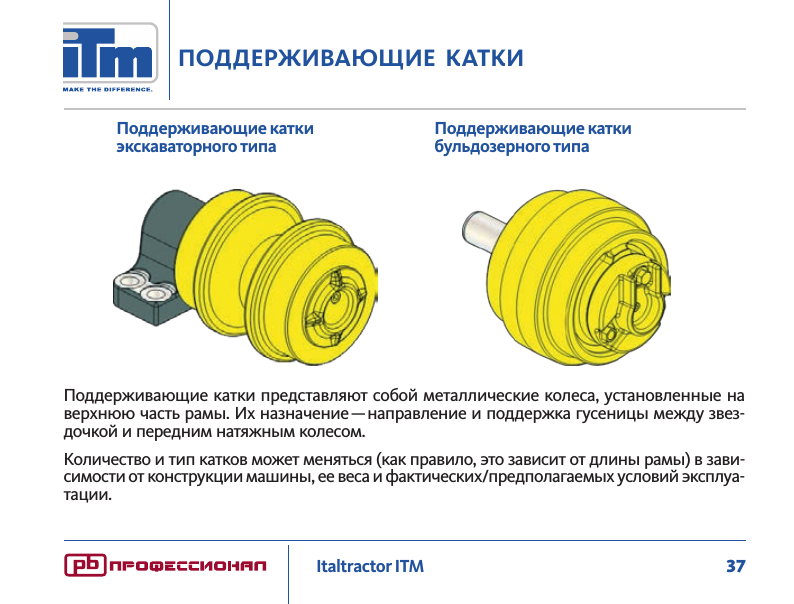 iTm
MAKE THE DIFFERENCE.
ПОДДЕРЖИВАЮЩИЕ КАТКИ
Поддерживающие катки
экскаваторного типа
Поддерживающие катки
бульдозерного типа
Поддерживающие катки представляют собой металлические колеса, установленные на
верхнюю часть рамы. Их назначение — направление и поддержка гусеницы между звез-
дочкой и передним натяжным колесом.
Количество и тип катков может меняться (как правило, это зависит от длины рамы) в зави-
симости от конструкции машины, ее веса и фактических/предполагаемых условий эксплуа-
тации.
pb ПРОФЕССИОНАЛ
Italtractor ITM
37